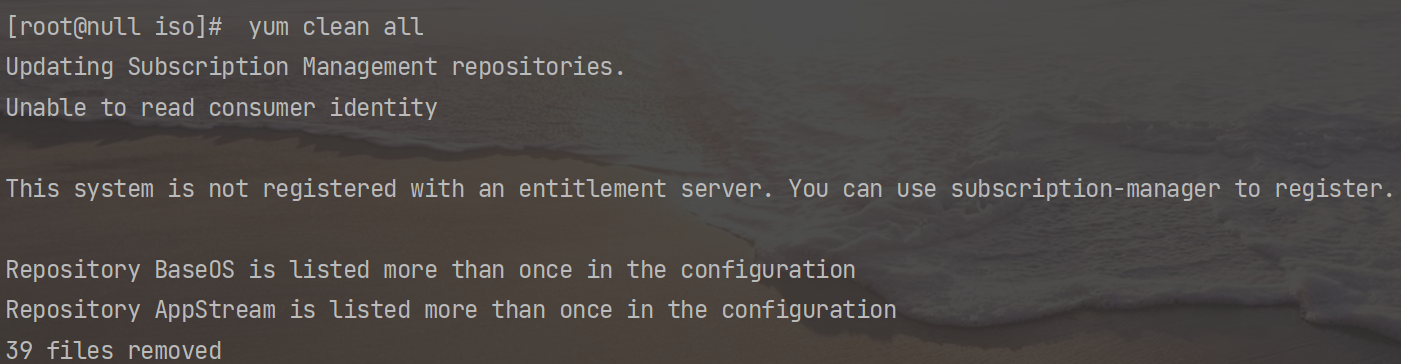 [root@null iso]#  yum clean all
Updating Subscription Management repositories.
Unable to read consumer identity
This system is not registered with an entitlement server. You can use subscription-manager to register.
Repository BaseOS is listed more than once in the configuration
Repository AppStream is listed more than once in the configuration
39 files removed